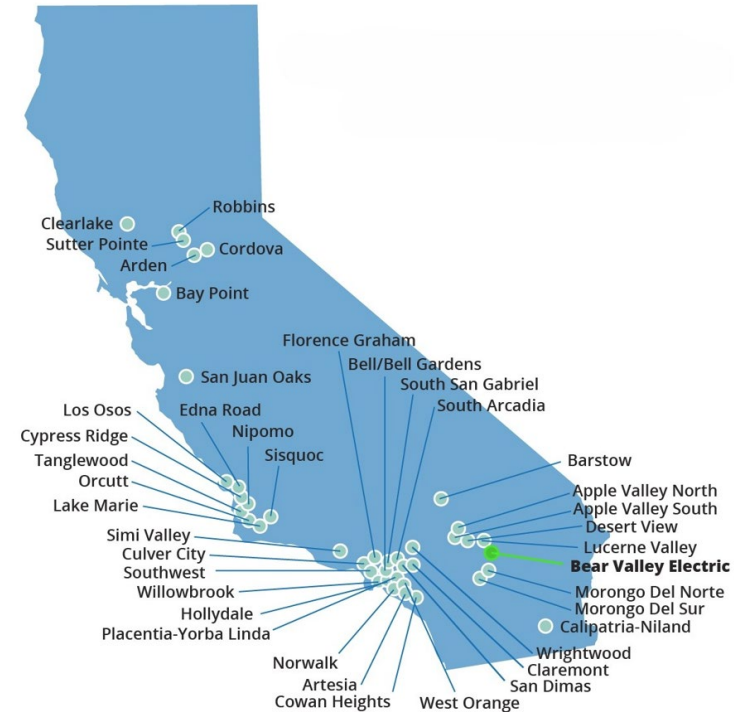 Robbins
Clearlake
Sutter Pointe
Cordova
Arden
Bay Point
Florence Graham
Bell/Bell Gardens
San Juan Oaks
South San Gabriel
South Arcadia
Los Osos
Edna Road
Nipomo
Cypress Ridge
Sisquoc
Tanglewood
Barstow
Orcutt
Apple Valley North
Lake Marie
Apple Valley South
Desert View
Simi Valley
Lucerne Valley
Culver City
Bear Valley Electric
Southwest
Willowbrook
Morongo Del Norte
Morongo Del Sur
Hollydale
Calipatria-Niland
Placentia-Yorba Linda
Wrightwood
Norwalk
Claremont
Artesia
San Dimas
Cowan Heights
West Orange